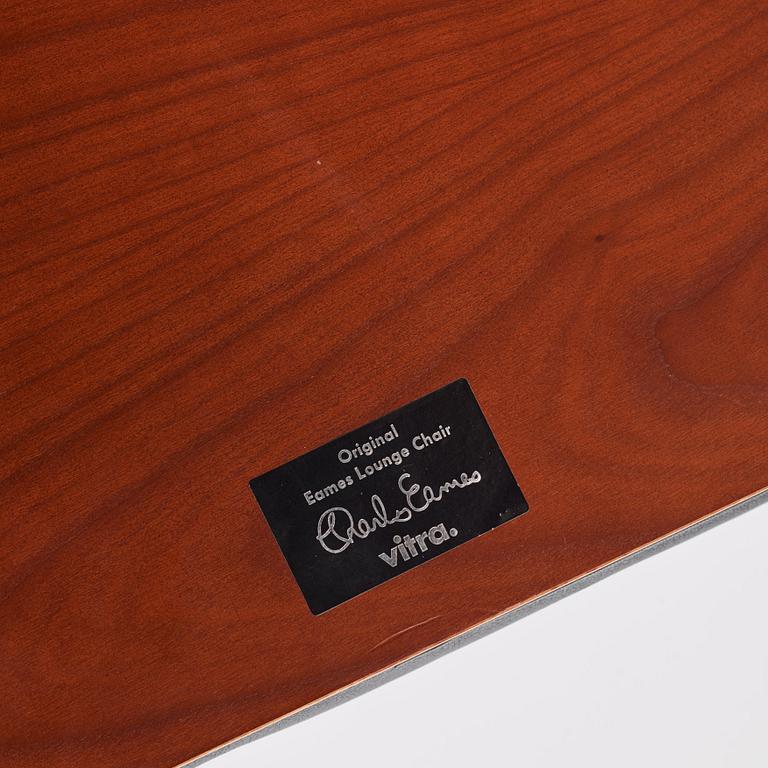 Original
Eames Lounge Chair
Charles Eames
vitra.